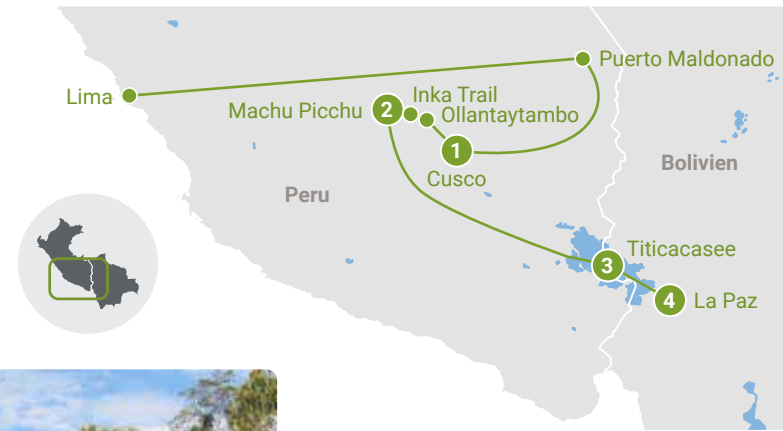 Puerto Maldonado
Lima
Inka Trail
Machu Picchu 2
Ollantaytambo
1
Bolivien
Cusco
Peru
Titicacasee
3
4 La Paz